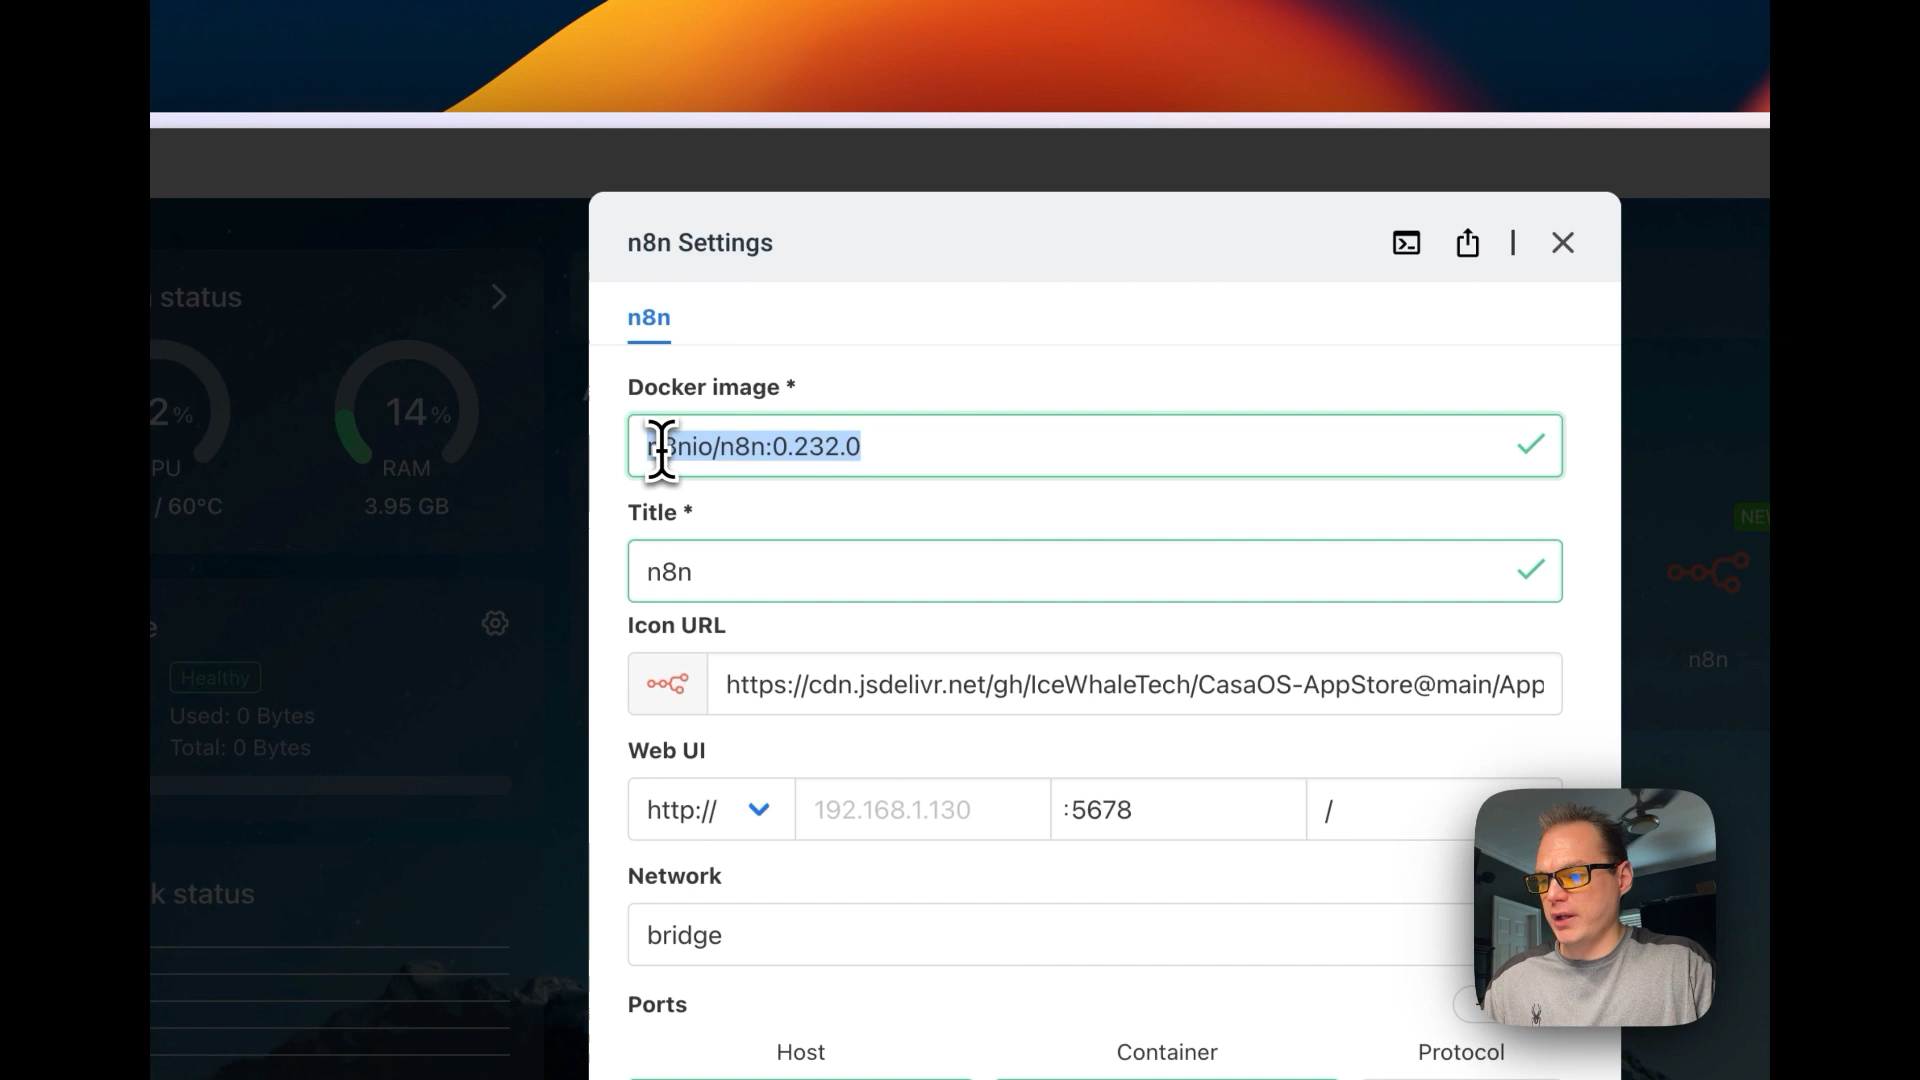 n8n Settings
status
n8n
2%
14%
PU
RAM
/ 60°C
3.95 GB
Docker image *
n8nio/n8n:0.232.0
Title *
n8n
NEW
n8n
Icon URL
https://cdn.jsdelivr.net/gh/IceWhaleTech/CasaOS-AppStore@main/App
Healthy
Used: 0 Bytes
Total: 0 Bytes
Web UI
http://
192.168.1.130
:5678
/
Network
bridge
k status
Ports
Host
Container
Protocol